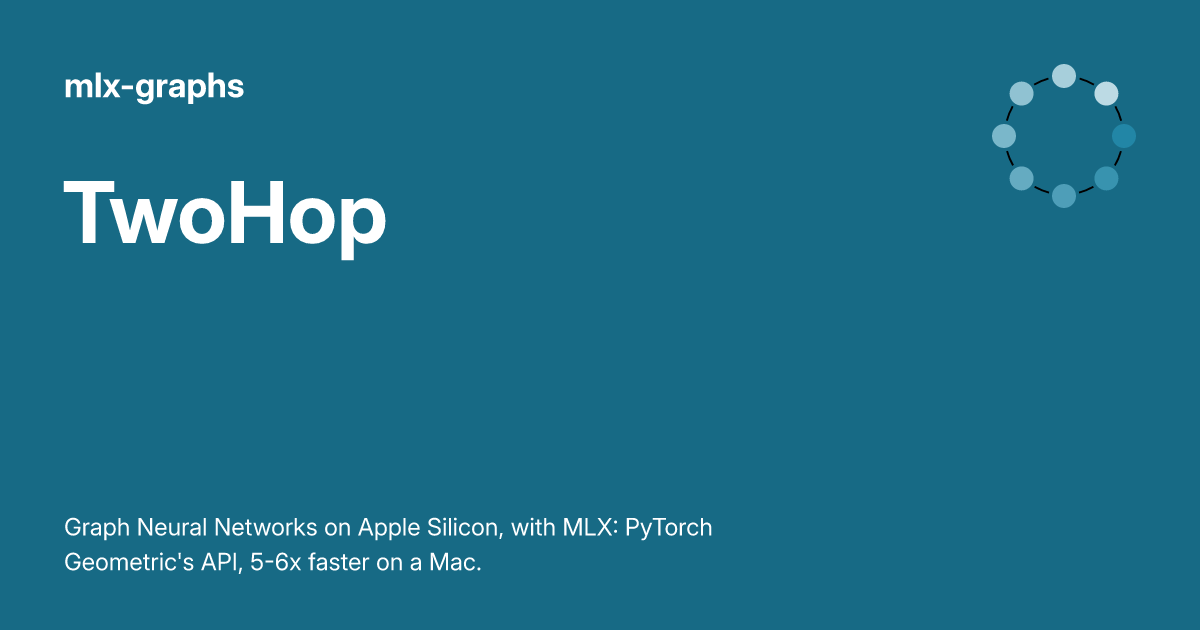 mlx-graphs
TwoHop
Graph Neural Networks on Apple Silicon, with MLX: PyTorch
Geometric's API, 5-6x faster on a Mac.